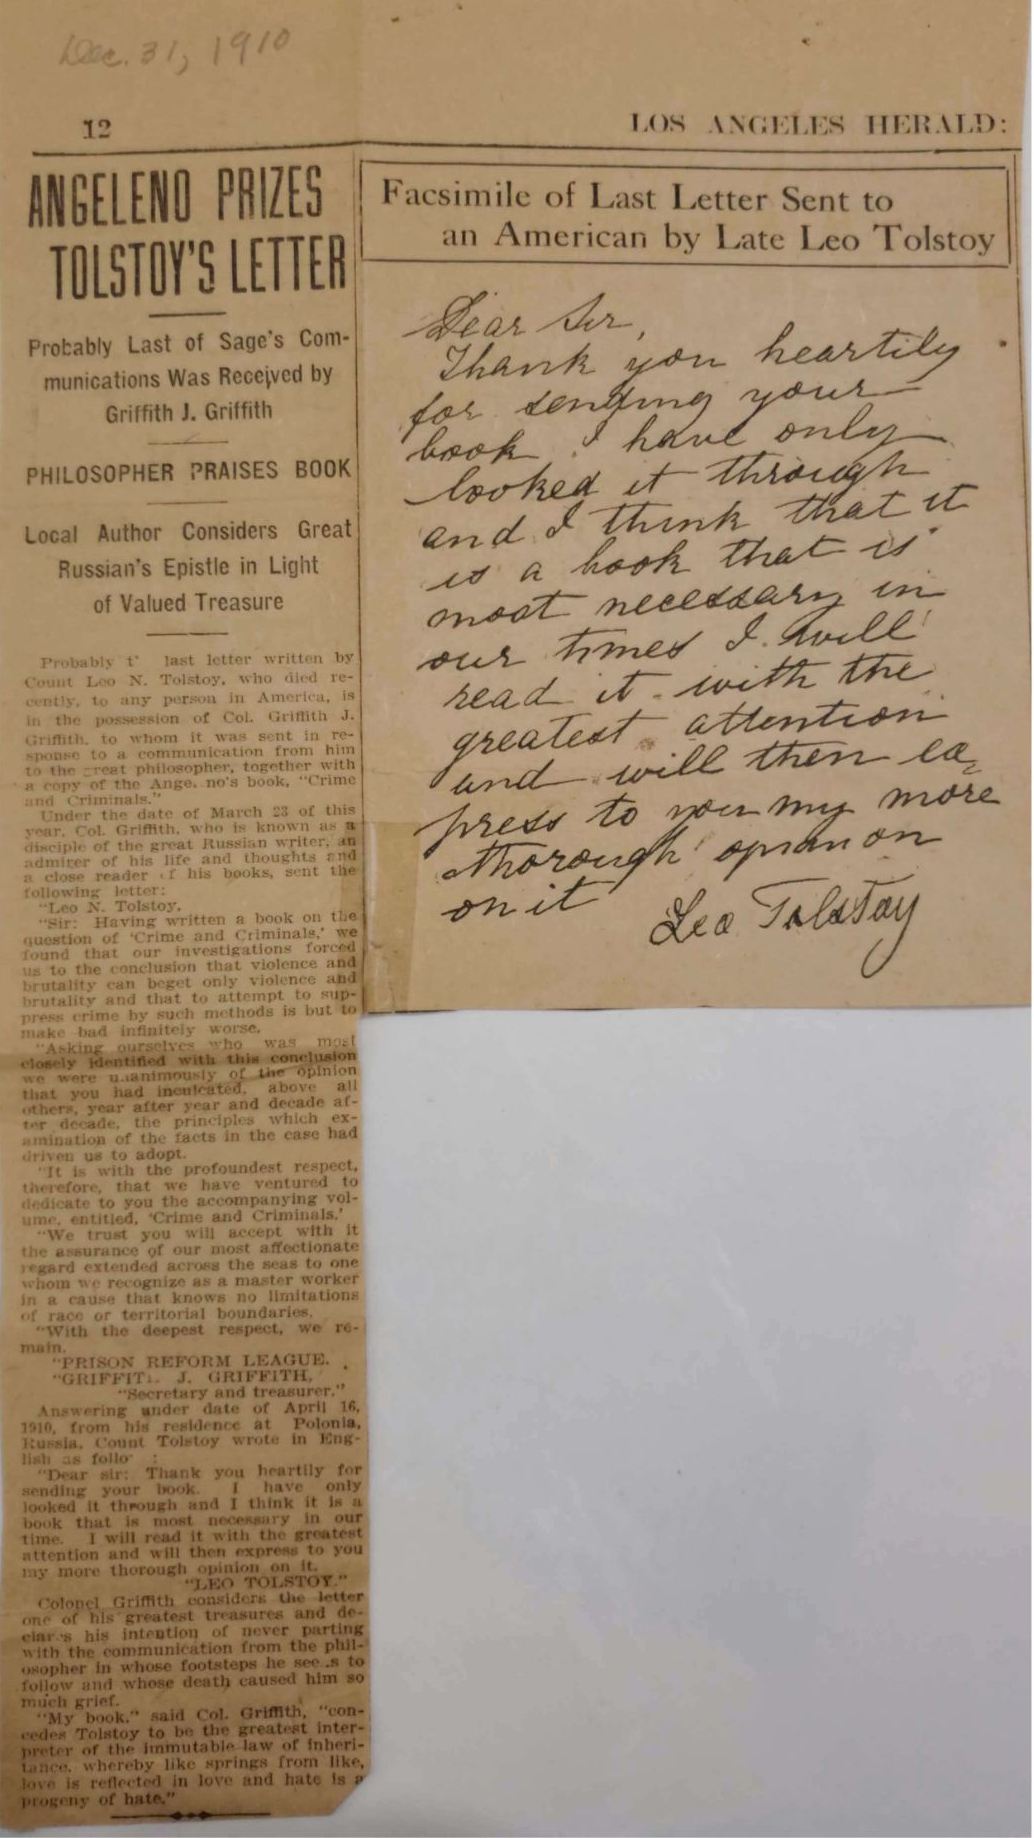 Dec. 31, 1910
12
LOS ANGELES HERALD:
ANGELENO PRIZES
TOLSTOY'S LETTER
Probably Last of Sage's Com-
munications Was Received by
Griffith J. Griffith
PHILOSOPHER PRAISES BOOK
Local Author Considers Great
Russian's Epistle in Light
of Valued Treasure
Probably t' last letter written by
Count Leo N. Tolstoy, who died re-
cently, to any person in America, is
in the possession of Col. Griffith J.
Griffith, to whom it was sent in re-
sponse to a communication from him
to the great philosopher, together with
a copy of the Ange. no's book, "Crime
and Criminals."
Under the date of March 23 of this
year, Col. Griffith, who is known as a
disciple of the great Russian writer, an
admirer of his life and thoughts and
a close reader of his books, sent the
following letter:
"Leo N. Tolstoy,
"Sir: Having written a book on the
question of 'Crime and Criminals,' we
found that our investigations forced
us to the conclusion that violence and
brutality can beget only violence and
brutality and that to attempt to sup-
press crime by such methods is but to
make bad infinitely worse.
"Asking ourselves who was most
closely identified with this conclusion
we were unanimously of the opinion
that you had inculcated, above all
others, year after year and decade af-
ter decade, the principles which ex-
amination of the facts in the case had
driven us to adopt.
"It is with the profoundest respect,
therefore, that we have ventured to
dedicate to you the accompanying vol-
ume, entitled, 'Crime and Criminals.'
"We trust you will accept with it
the assurance of our most affectionate
regard extended across the seas to one
whom we recognize as a master worker
in a cause that knows no limitations
of race or territorial boundaries.
"With the deepest respect, we re-
main.
"PRISON REFORM LEAGUE.
"GRIFFITH J. GRIFFITH,
"Secretary and treasurer."
Answering under date of April 16,
1910, from his residence at Polonia,
Russia, Count Tolstoy wrote in Eng-
lish as follo :
"Dear sir: Thank you heartily for
sending your book. I have only
looked it through and I think it is a
book that is most necessary in our
time. I will read it with the greatest
attention and will then express to you
my more thorough opinion on it.
"LEO TOLSTOY."
Colonel Griffith considers the letter
one of his greatest treasures and de-
clares his intention of never parting
with the communication from the phil-
osopher in whose footsteps he seeks to
follow and whose death caused him so
much grief.
"My book," said Col. Griffith, "con-
cedes Tolstoy to be the greatest inter-
preter of the immutable law of inheri-
tance, whereby like springs from like,
love is reflected in love and hate is a
progeny of hate."
Facsimile of Last Letter Sent to
an American by Late Leo Tolstoy
Dear Sir,
Thank you heartily
for sending your
book. I have only
looked it through
and I think that it
is a book that is
most necessary in
our times I will
read it with the
greatest attention
and will then ex
press to you my more
thorough opinion
on it
Leo Tolstoy